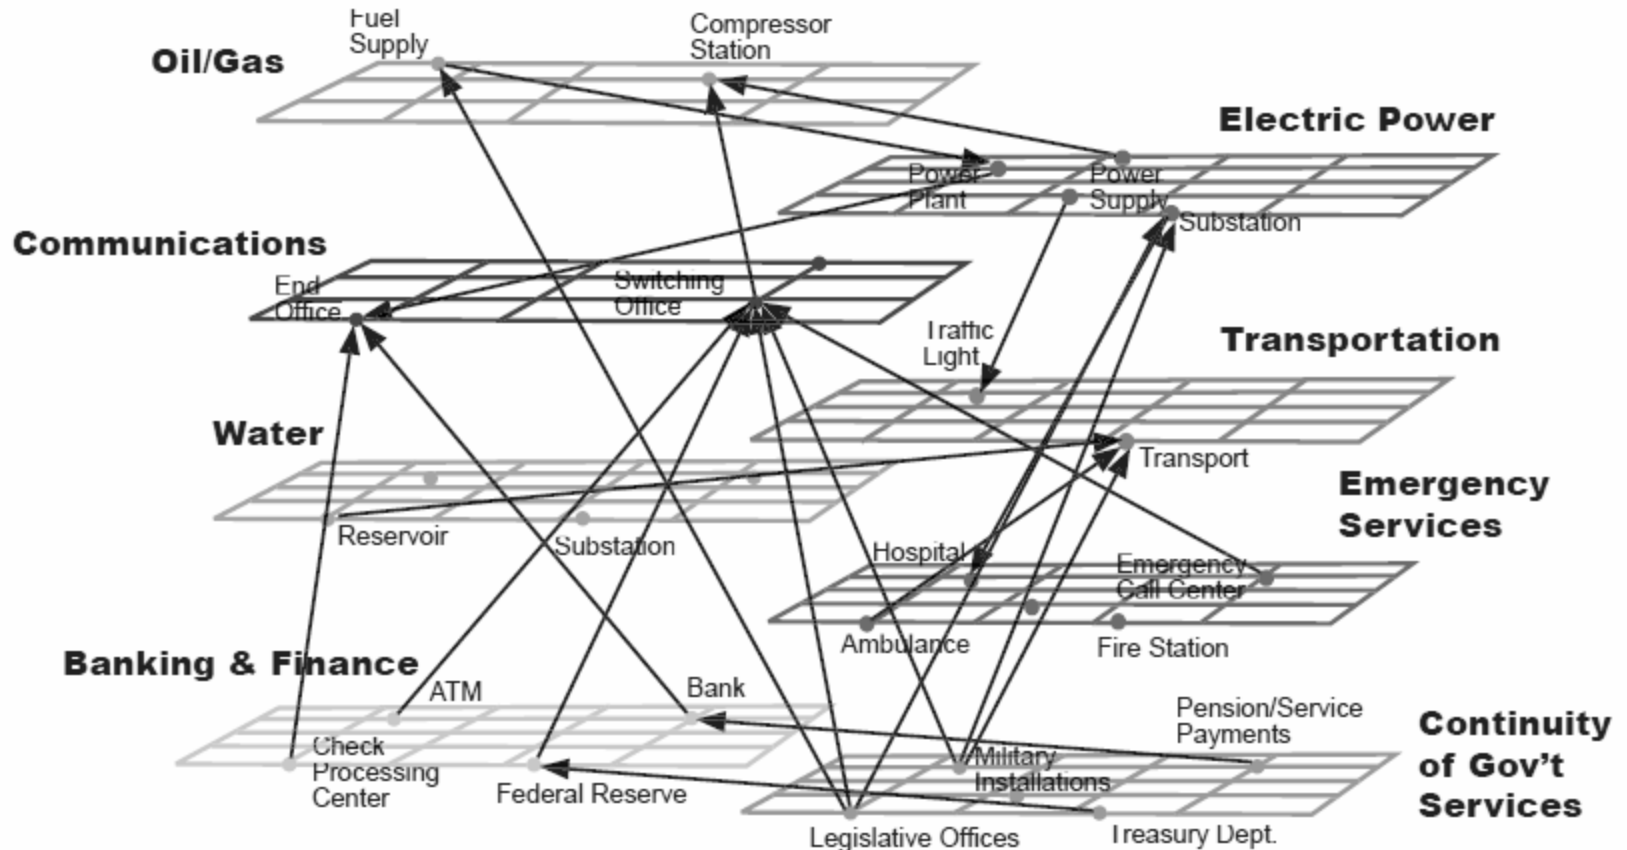 Fuel
Supply
Compressor
Station
Oil/Gas
Electric Power
Power
Plant
Power
Supply
Substation
Communications
End
Office
Switching
Office
Traffic
Light
Transportation
Transport
Water
Reservoir
Substation
Emergency
Services
Hospital
Emergency
Call Center
Ambulance
Fire Station
Banking & Finance
ATM
Bank
Check
Processing
Center
Federal Reserve
Pension/Service
Payments
Continuity
of Gov't
Services
Military
Installations
Legislative Offices
Treasury Dept.